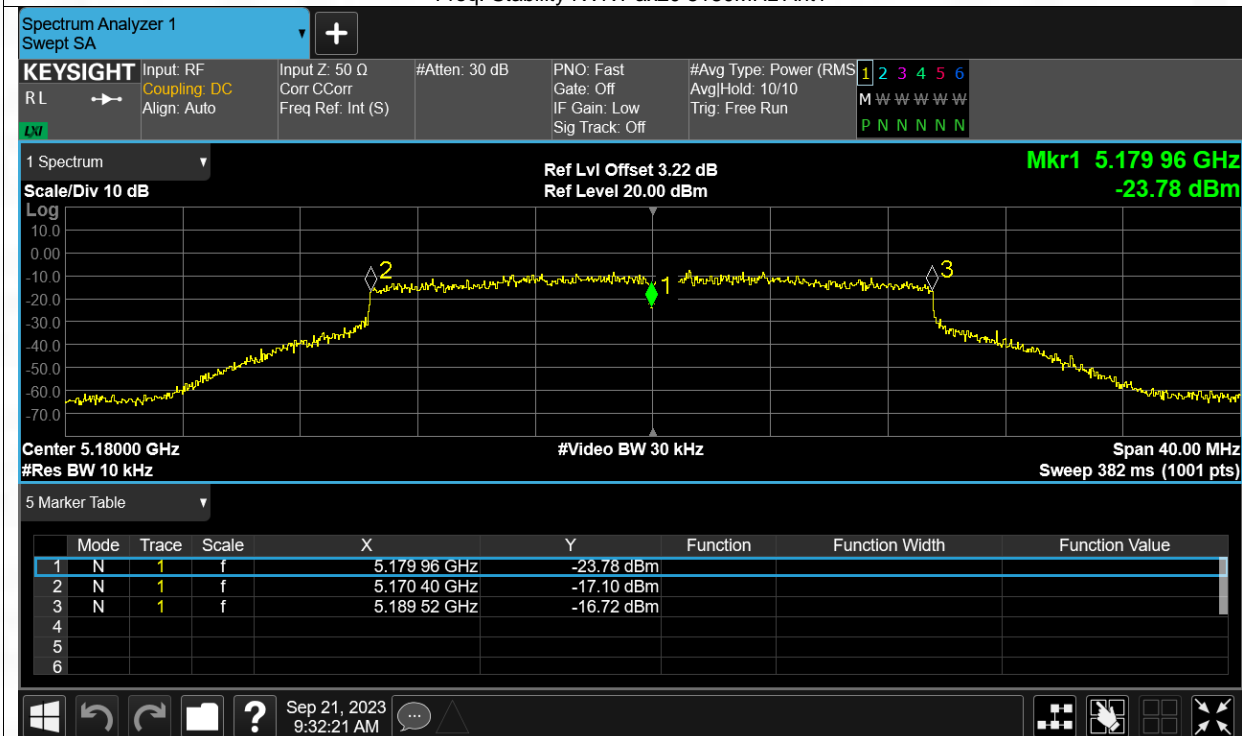 Spectrum Analyzer 1
Swept SA
+
KEYSIGHT Input: RF Input Z: 50 Ω #Atten: 30 dB PNO: Fast #Avg Type: Power (RMS 1 2 3 4 5 6
R L Coupling: DC Corr CCorr Gate: Off Avg|Hold: 10/10 M W W W W W
Align: Auto Freq Ref: Int (S) IF Gain: Low Trig: Free Run
LXI Sig Track: Off P N N N N N
1 Spectrum Ref Lvl Offset 3.22 dB Mkr1 5.179 96 GHz
Scale/Div 10 dB Ref Level 20.00 dBm -23.78 dBm
Log
10.0
0.00
-10.0
-20.0
-30.0
-40.0
-50.0
-60.0
-70.0
2
1
3
Center 5.18000 GHz #Video BW 30 kHz Span 40.00 MHz
#Res BW 10 kHz Sweep 382 ms (1001 pts)
5 Marker Table
Mode Trace Scale X Y Function Function Width Function Value
1 N 1 f 5.179 96 GHz -23.78 dBm
2 N 1 f 5.170 40 GHz -17.10 dBm
3 N 1 f 5.189 52 GHz -16.72 dBm
4
5
6
? Sep 21, 2023
9:32:21 AM